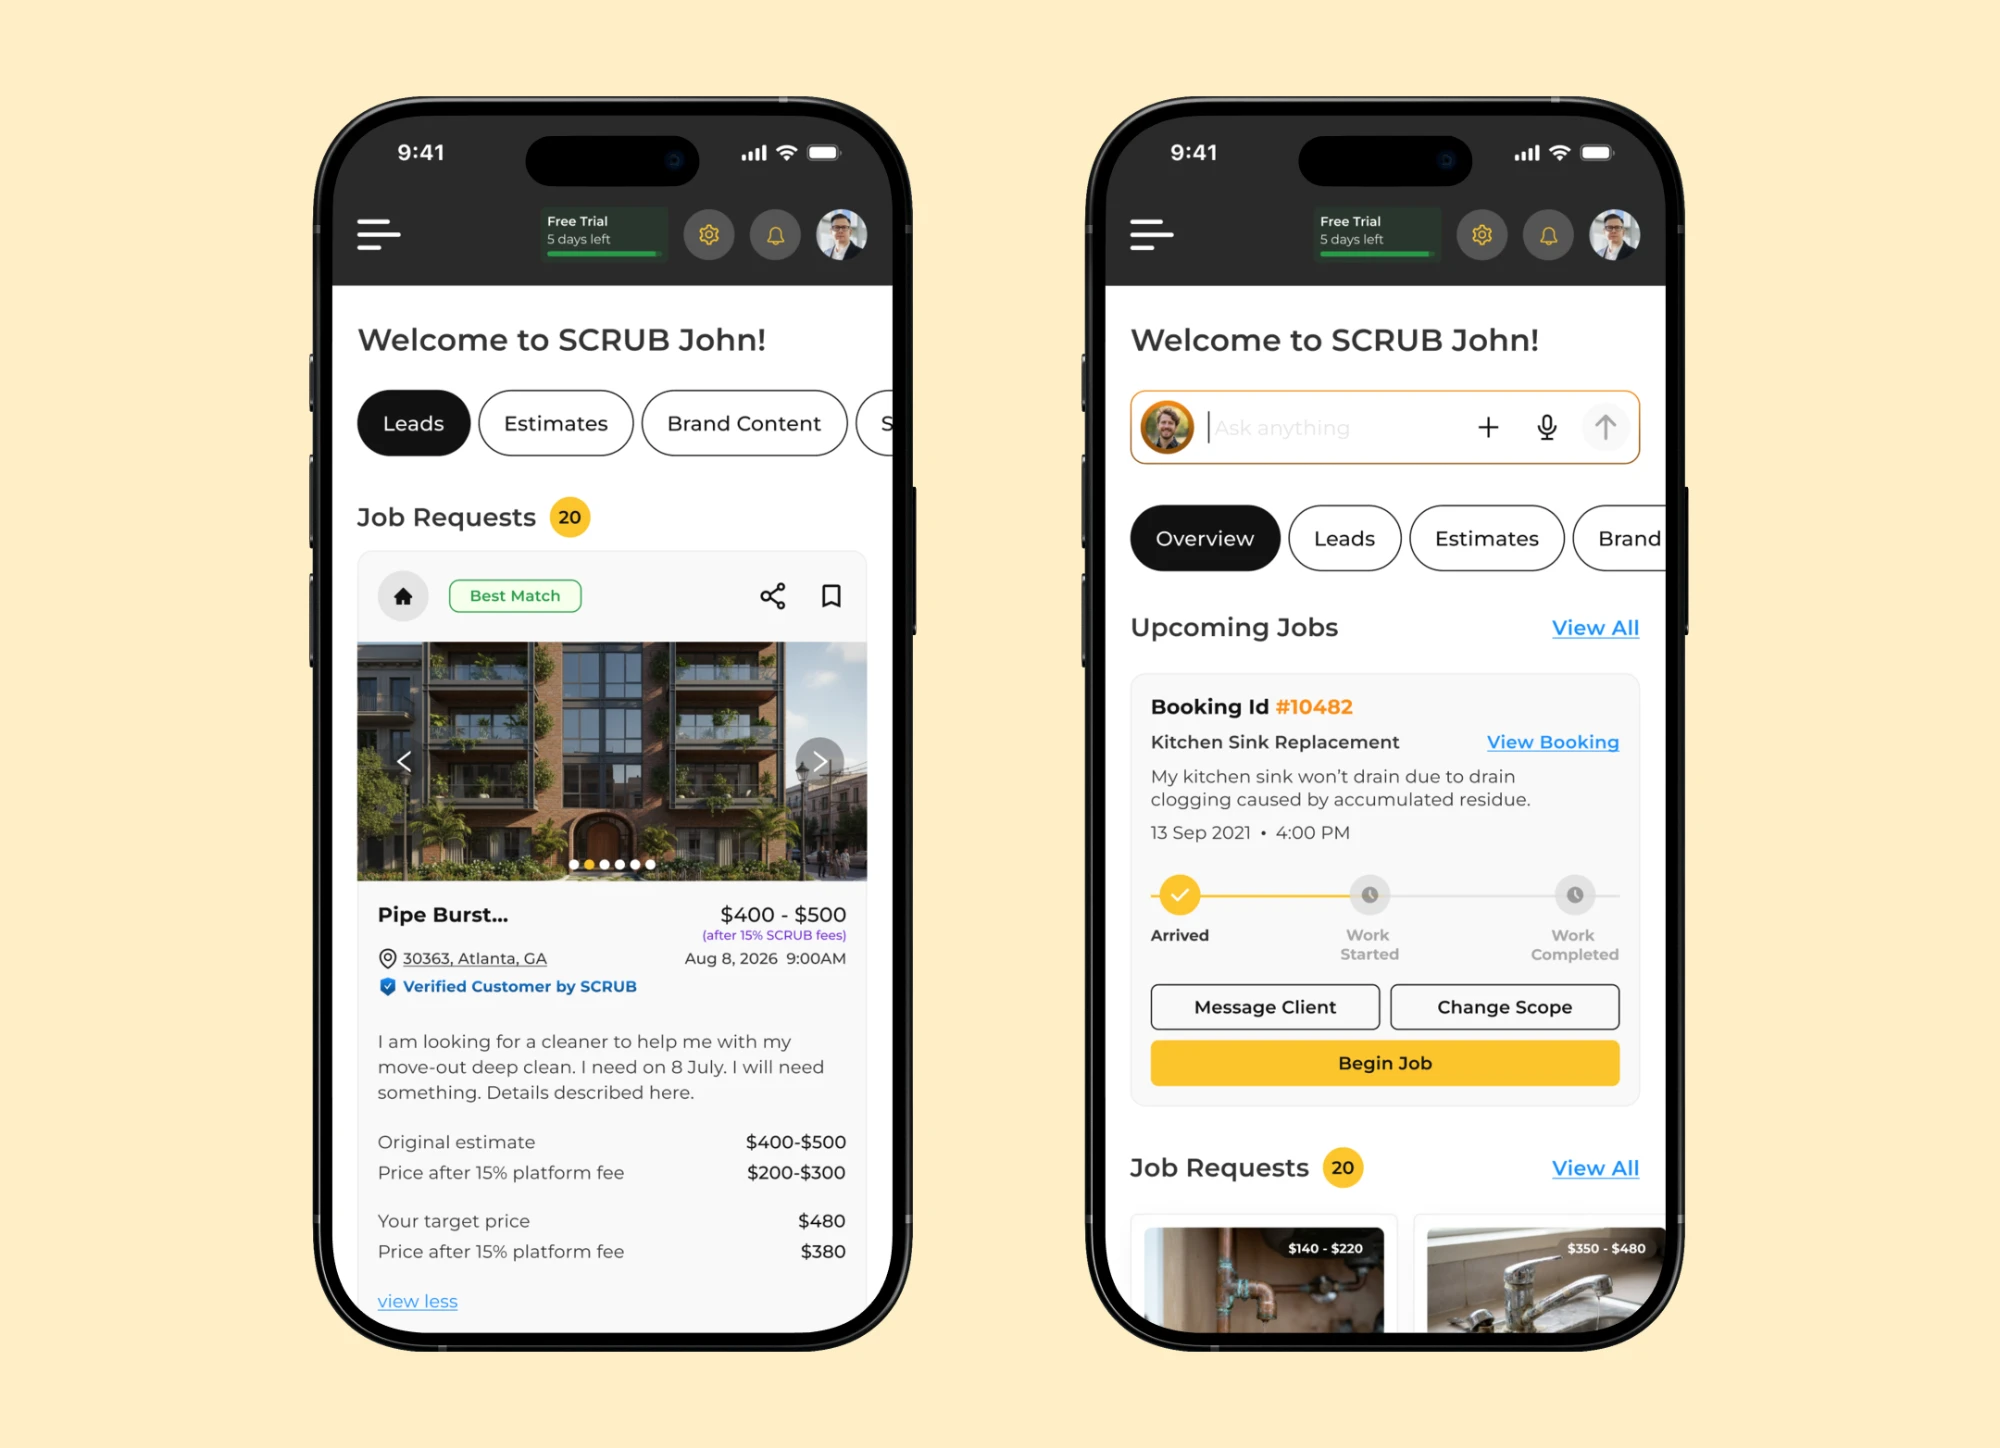 9:41
Free Trial
5 days left
Welcome to SCRUB John!
Leads
Estimates
Brand Content
S
Job Requests 20
Best Match
Pipe Burst...
$400 - $500
(after 15% SCRUB fees)
30363, Atlanta, GA
Aug 8, 2026 9:00AM
Verified Customer by SCRUB
I am looking for a cleaner to help me with my
move-out deep clean. I need on 8 July. I will need
something. Details described here.
Original estimate $400-$500
Price after 15% platform fee $200-$300
Your target price $480
Price after 15% platform fee $380
view less
9:41
Free Trial
5 days left
Welcome to SCRUB John!
Ask anything
Overview
Leads
Estimates
Brand
Upcoming Jobs View All
Booking Id #10482
Kitchen Sink Replacement View Booking
My kitchen sink won’t drain due to drain
clogging caused by accumulated residue.
13 Sep 2021 • 4:00 PM
Arrived
Work
Started
Work
Completed
Message Client
Change Scope
Begin Job
Job Requests 20 View All
$140 - $220
$350 - $480